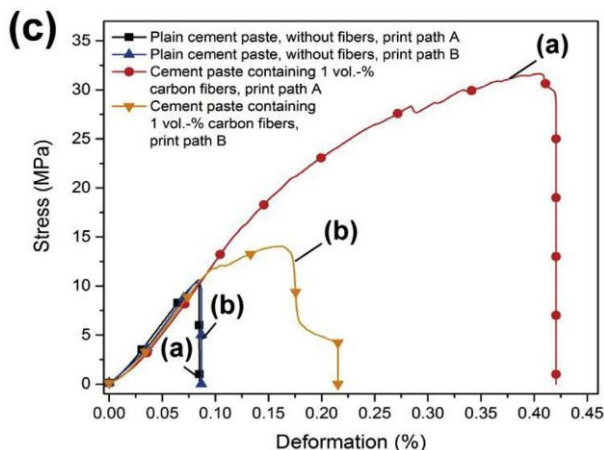 (c)
Plain cement paste, without fibers, print path A
Plain cement paste, without fibers, print path B
Cement paste containing 1 vol.-%
carbon fibers, print path A
Cement paste containing
1 vol.-% carbon fibers,
print path B
(a)
(b)
(b)
(a)
Stress (MPa)
35
30
25
20
15
10
5
0
0.00 0.05 0.10 0.15 0.20 0.25 0.30 0.35 0.40 0.45
Deformation (%)